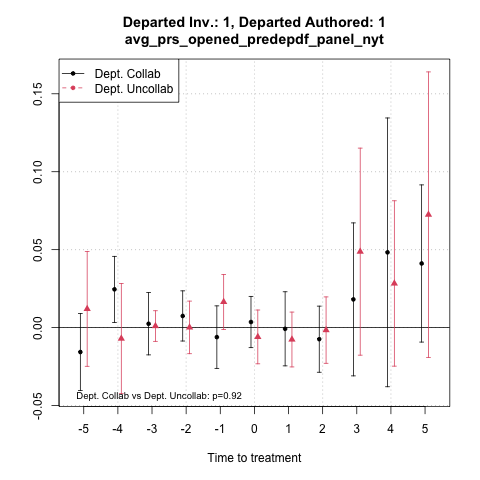 Departed Inv.: 1, Departed Authored: 1
avg_prs_opened_predepdf_panel_nyt
Dept. Collab
Dept. Uncollab
0.15
0.10
0.05
0.00
-0.05
Dept. Collab vs Dept. Uncollab: p=0.92
-5 -4 -3 -2 -1 0 1 2 3 4 5
Time to treatment